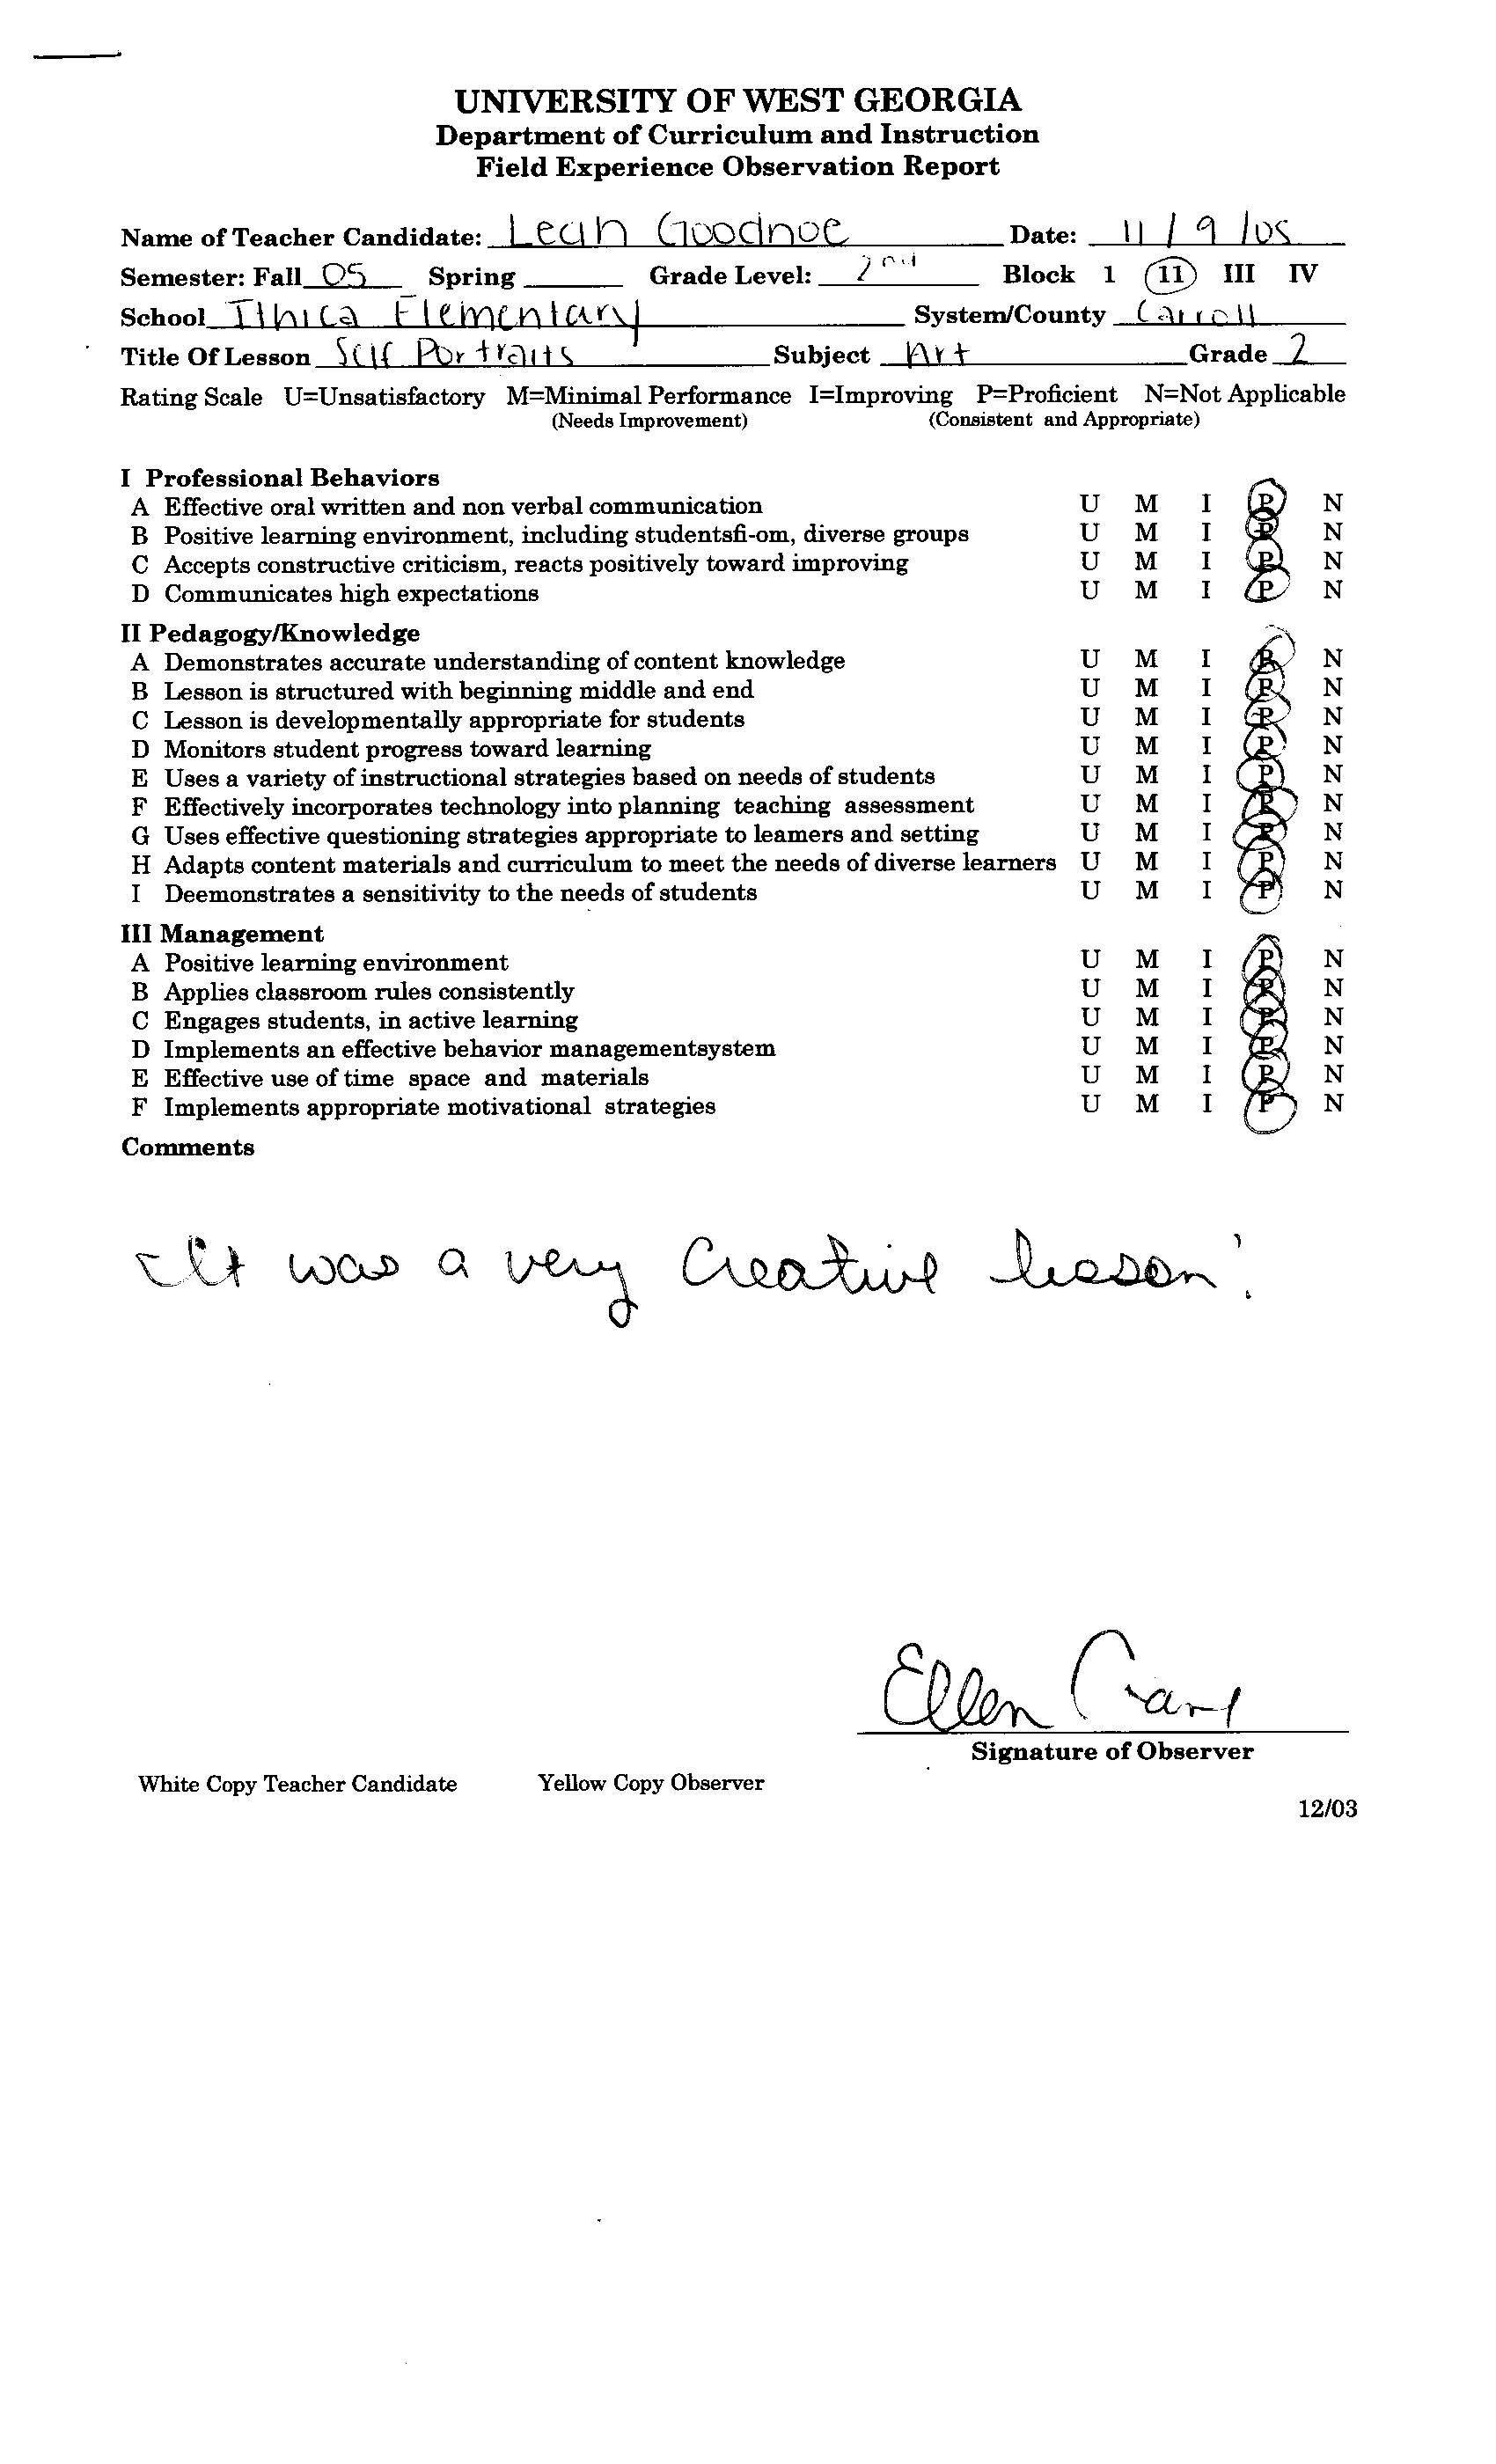 UNIVERSITY OF WEST GEORGIA
Department of Curriculum and Instruction
Field Experience Observation Report
Name of Teacher Candidate: Leah Goodnoe Date: 11/9/05
Semester: Fall 05 Spring Grade Level: 2nd Block 1 11 III IV
School Ithica Elementary System/County Carroll
Title Of Lesson Self Portraits Subject Art Grade 2
Rating Scale U=Unsatisfactory M=Minimal Performance I=Improving P=Proficient N=Not Applicable
(Needs Improvement) (Consistent and Appropriate)
I Professional Behaviors
A Effective oral written and non verbal communication U M I P N
B Positive learning environment, including studentsfi-om, diverse groups U M I P N
C Accepts constructive criticism, reacts positively toward improving U M I P N
D Communicates high expectations U M I P N
II Pedagogy/Knowledge
A Demonstrates accurate understanding of content knowledge U M I P N
B Lesson is structured with beginning middle and end U M I P N
C Lesson is developmentally appropriate for students U M I P N
D Monitors student progress toward learning U M I P N
E Uses a variety of instructional strategies based on needs of students U M I P N
F Effectively incorporates technology into planning teaching assessment U M I P N
G Uses effective questioning strategies appropriate to leamers and setting U M I P N
H Adapts content materials and curriculum to meet the needs of diverse learners U M I P N
I Deemonstrates a sensitivity to the needs of students U M I P N
III Management
A Positive learning environment U M I P N
B Applies classroom rules consistently U M I P N
C Engages students, in active learning U M I P N
D Implements an effective behavior managementsystem U M I P N
E Effective use of time space and materials U M I P N
F Implements appropriate motivational strategies U M I P N
Comments
-It was a very Creative lesson!
Ellen
Signature of Observer
White Copy Teacher Candidate Yellow Copy Observer
12/03